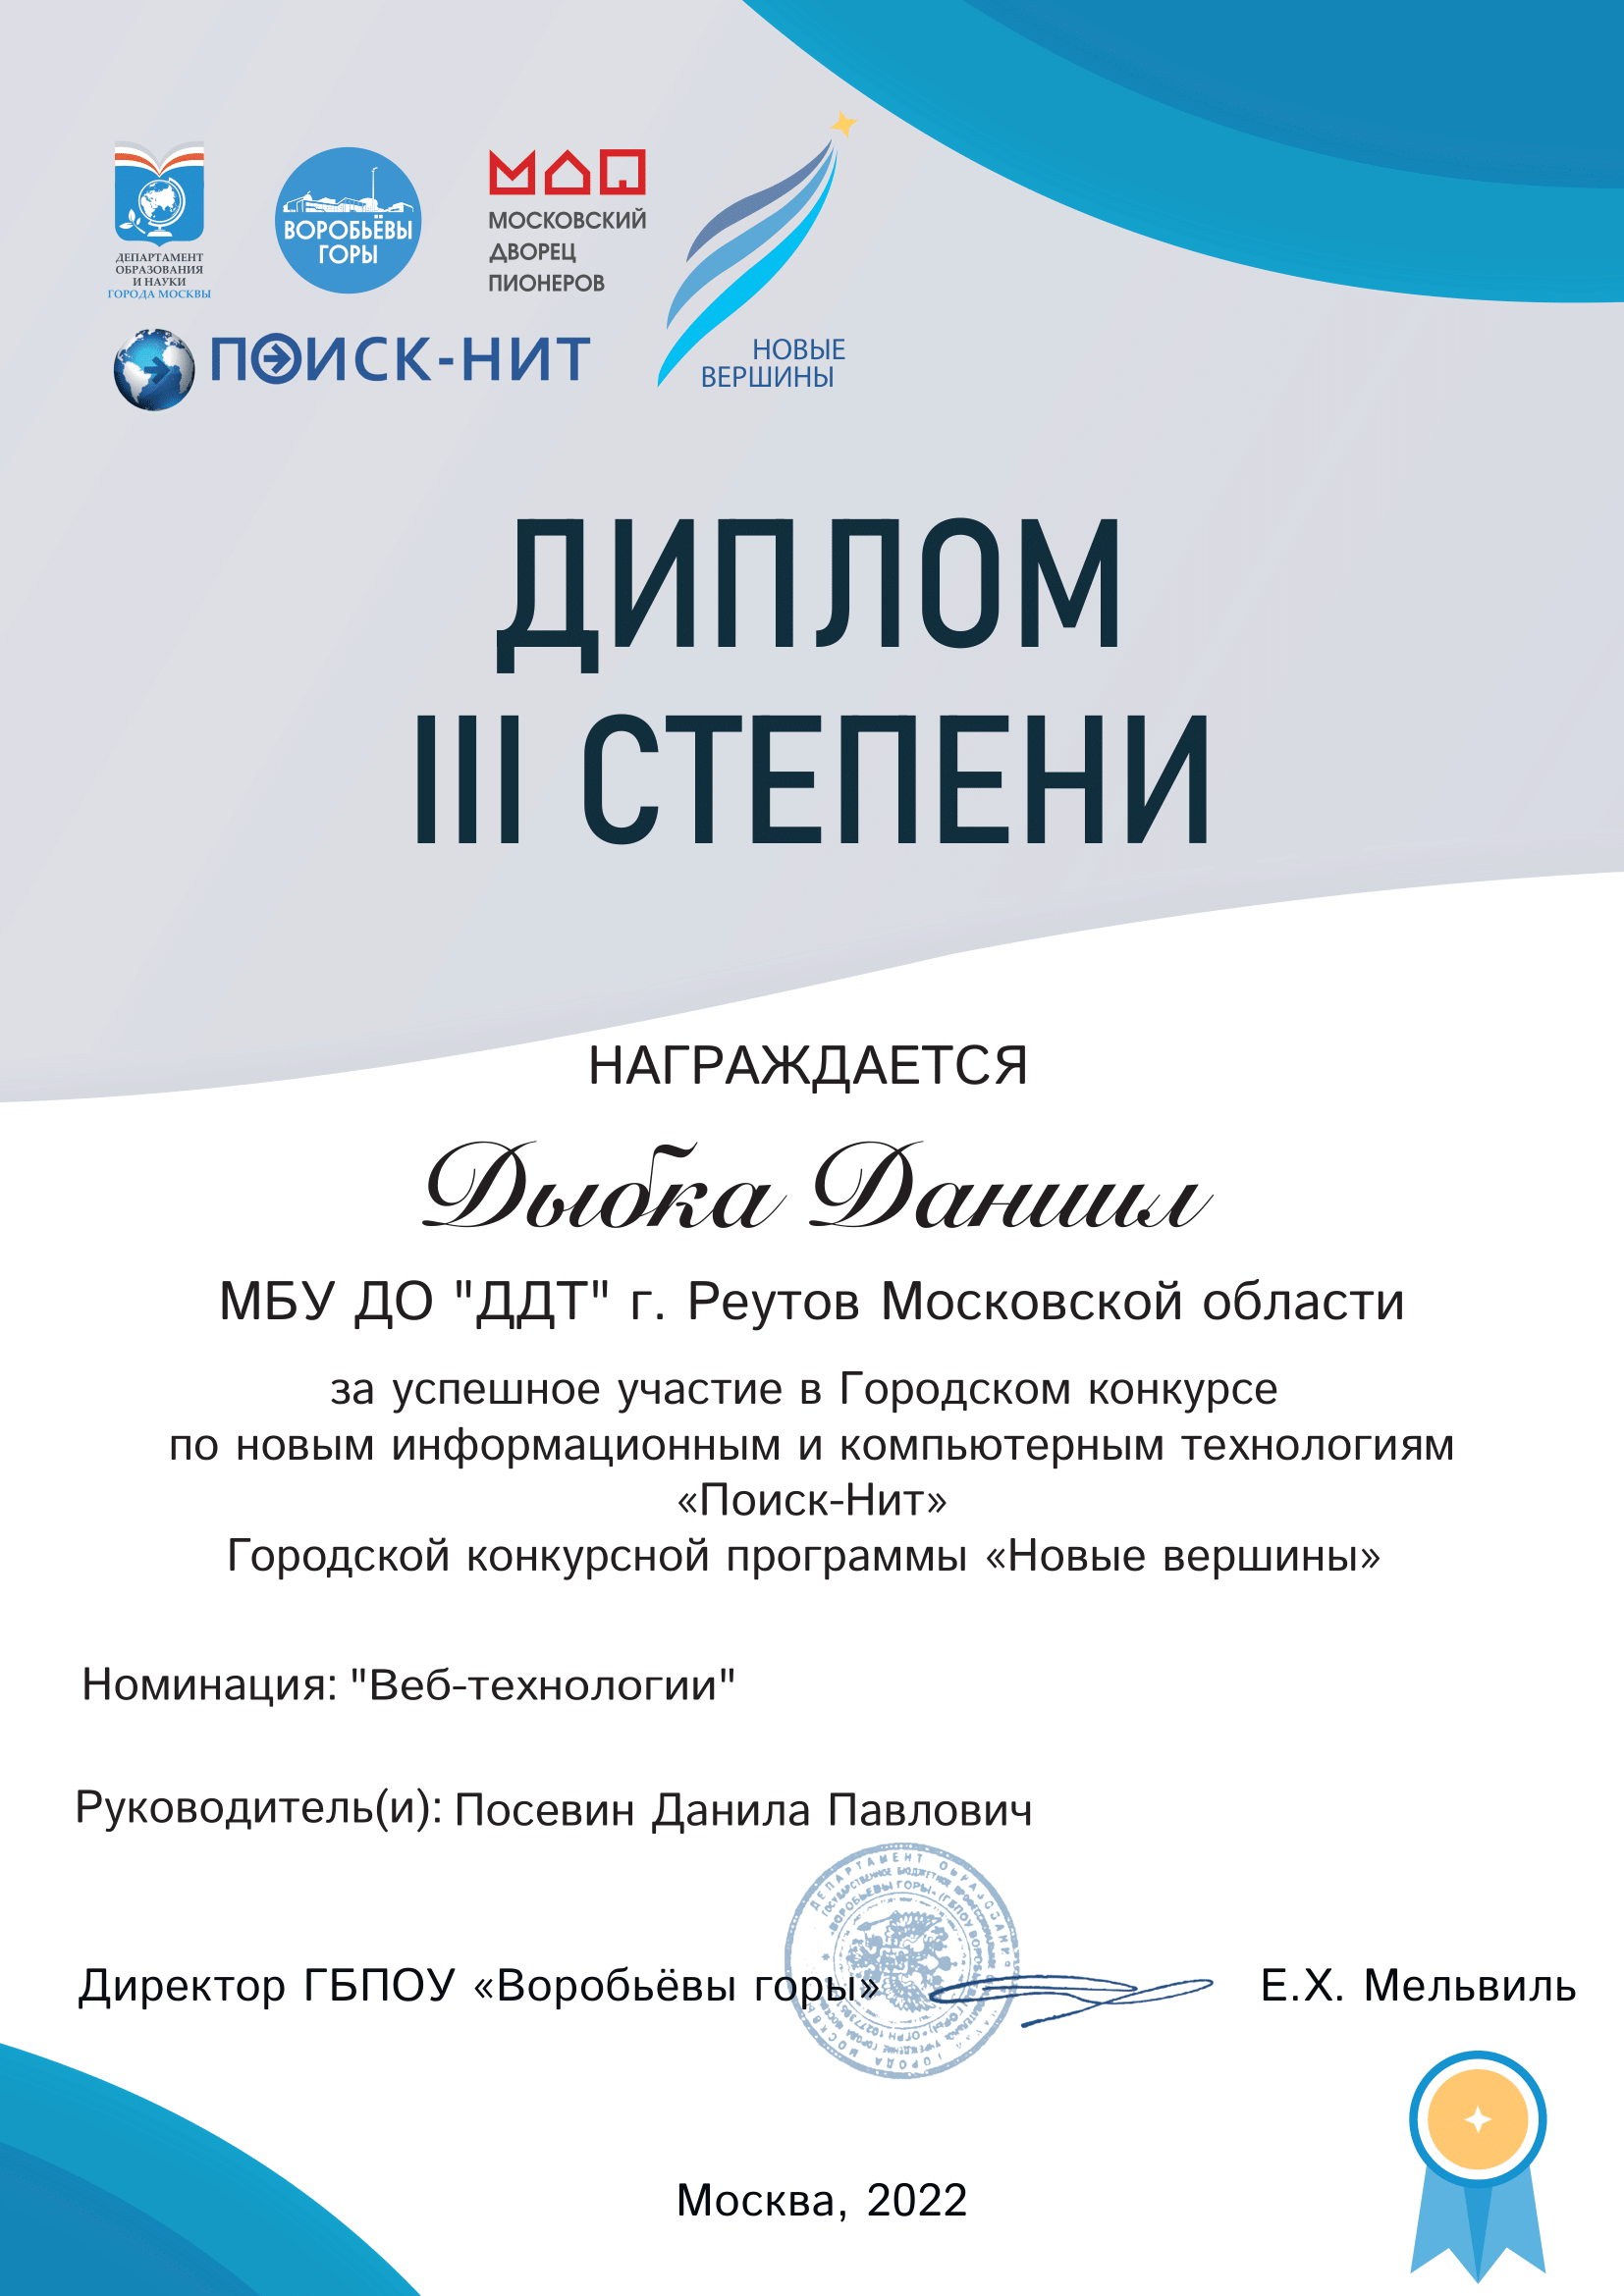 ДЕПАРТАМЕНТ
ОБРАЗОВАНИЯ
И НАУКИ
ГОРОДА МОСКВЫ
ВОРОБЬЁВЫ
ГОРЫ
МДП
МОСКОВСКИЙ
ДВОРЕЦ
ПИОНЕРОВ
ПОИСК-НИТ
НОВЫЕ
ВЕРШИНЫ
ДИПЛОМ
III СТЕПЕНИ
НАГРАЖДАЕТСЯ
Дыбка Даниил
МБУ ДО "ДДТ" г. Реутов Московской области
за успешное участие в Городском конкурсе
по новым информационным и компьютерным технологиям
«Поиск-Нит»
Городской конкурсной программы «Новые вершины»
Номинация: "Веб-технологии"
Руководитель(и): Посевин Данила Павлович
Директор ГБПОУ «Воробьёвы горы»
Е.Х. Мельвиль
Москва, 2022